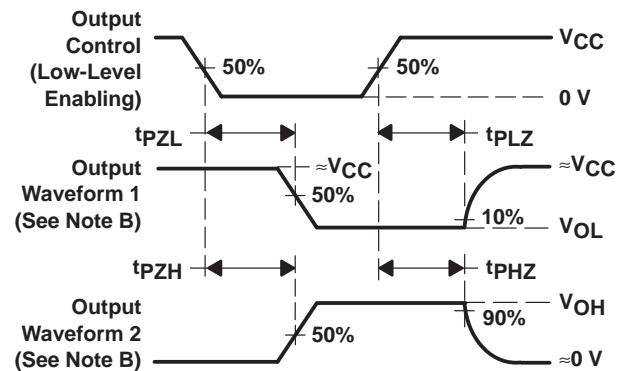 Output
Control
(Low-Level
Enabling)
50%
50%
VCC
0 V
tPZL
tPLZ
Output
Waveform 1
(See Note B)
≈VCC
50%
≈VCC
10%
VOL
tPZH
tPHZ
Output
Waveform 2
(See Note B)
50%
VOH
90%
≈0 V